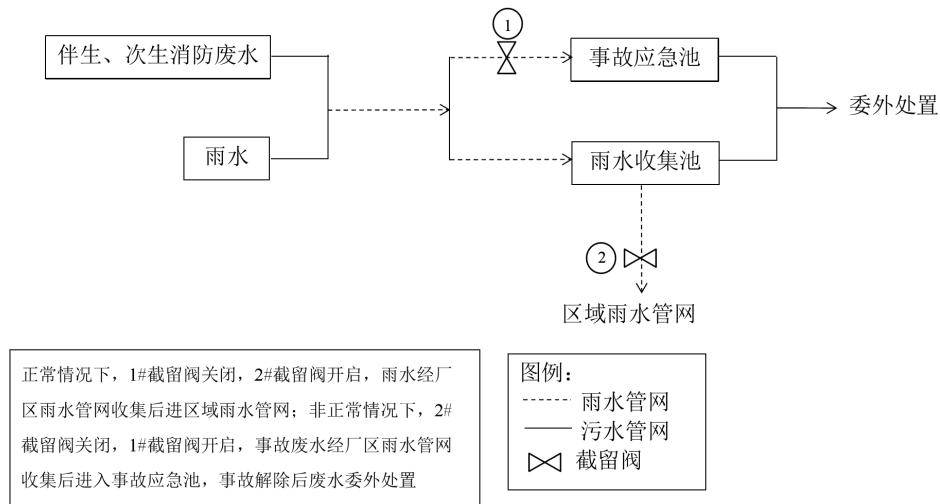 ①
伴生、次生消防废水
事故应急池
委外处置
雨水
雨水收集池
②
区域雨水管网
正常情况下，1#截留阀关闭，2#截留阀开启，雨水经厂
区雨水管网收集后进区域雨水管网；非正常情况下，2#
截留阀关闭，1#截留阀开启，事故废水经厂区雨水管网
收集后进入事故应急池，事故解除后废水委外处置
图例：
雨水管网
污水管网
截留阀